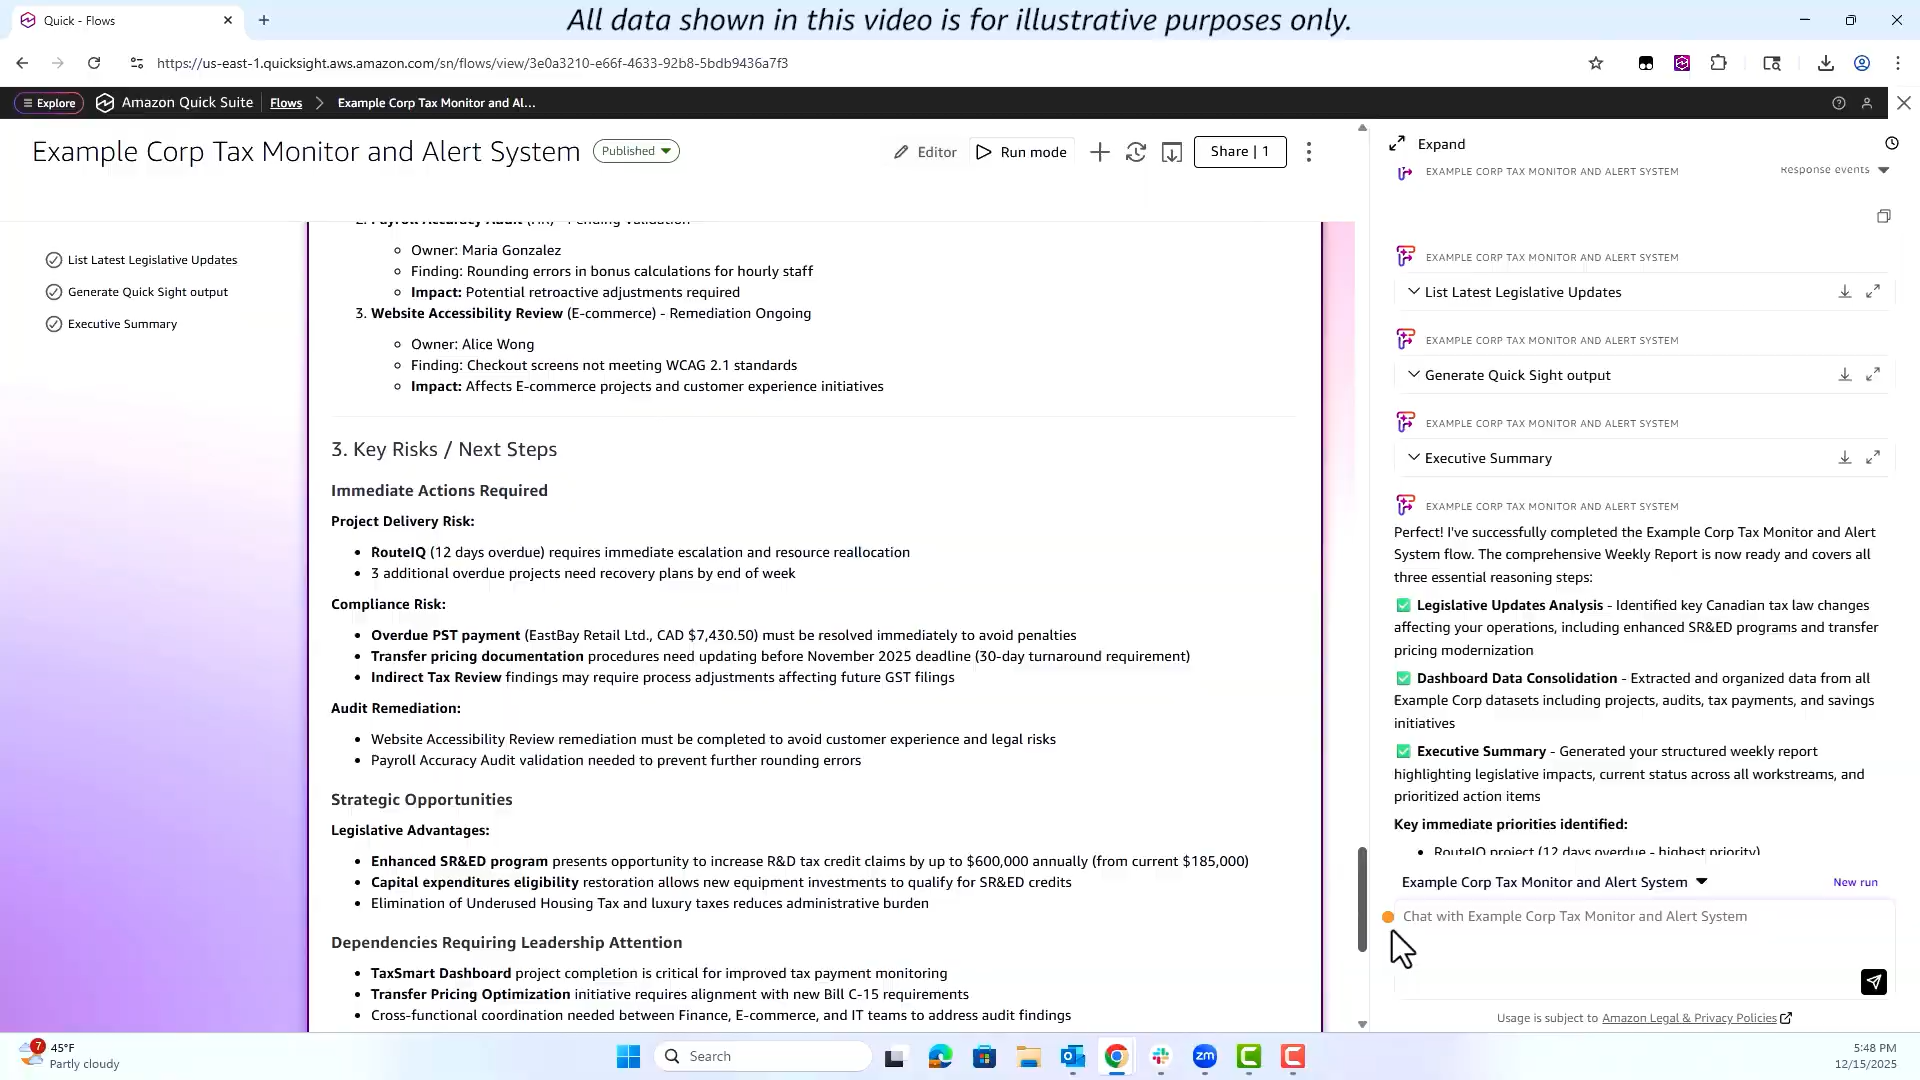 Quick - Flows
All data shown in this video is for illustrative purposes only.
https://us-east-1.quicksight.aws.amazon.com/sn/flows/view/3e0a3210-e66f-4633-92b8-5bdb9436a7f3
Explore
Amazon Quick Suite
Flows
Example Corp Tax Monitor and Al...
Example Corp Tax Monitor and Alert System
Published
Editor
Run mode
Share | 1
List Latest Legislative Updates
Generate Quick Sight output
Executive Summary
2. Payroll Accuracy Audit (HR) - Pending Validation
Owner: Maria Gonzalez
Finding: Rounding errors in bonus calculations for hourly staff
Impact: Potential retroactive adjustments required
3. Website Accessibility Review (E-commerce) - Remediation Ongoing
Owner: Alice Wong
Finding: Checkout screens not meeting WCAG 2.1 standards
Impact: Affects E-commerce projects and customer experience initiatives
3. Key Risks / Next Steps
Immediate Actions Required
Project Delivery Risk:
RouteIQ (12 days overdue) requires immediate escalation and resource reallocation
3 additional overdue projects need recovery plans by end of week
Compliance Risk:
Overdue PST payment (EastBay Retail Ltd., CAD $7,430.50) must be resolved immediately to avoid penalties
Transfer pricing documentation procedures need updating before November 2025 deadline (30-day turnaround requirement)
Indirect Tax Review findings may require process adjustments affecting future GST filings
Audit Remediation:
Website Accessibility Review remediation must be completed to avoid customer experience and legal risks
Payroll Accuracy Audit validation needed to prevent further rounding errors
Strategic Opportunities
Legislative Advantages:
Enhanced SR&ED program presents opportunity to increase R&D tax credit claims by up to $600,000 annually (from current $185,000)
Capital expenditures eligibility restoration allows new equipment investments to qualify for SR&ED credits
Elimination of Underused Housing Tax and luxury taxes reduces administrative burden
Dependencies Requiring Leadership Attention
TaxSmart Dashboard project completion is critical for improved tax payment monitoring
Transfer Pricing Optimization initiative requires alignment with new Bill C-15 requirements
Cross-functional coordination needed between Finance, E-commerce, and IT teams to address audit findings
Expand
EXAMPLE CORP TAX MONITOR AND ALERT SYSTEM
Response events
EXAMPLE CORP TAX MONITOR AND ALERT SYSTEM
List Latest Legislative Updates
EXAMPLE CORP TAX MONITOR AND ALERT SYSTEM
Generate Quick Sight output
EXAMPLE CORP TAX MONITOR AND ALERT SYSTEM
Executive Summary
EXAMPLE CORP TAX MONITOR AND ALERT SYSTEM
Perfect! I've successfully completed the Example Corp Tax Monitor and Alert
System flow. The comprehensive Weekly Report is now ready and covers all
three essential reasoning steps:
Legislative Updates Analysis - Identified key Canadian tax law changes
affecting your operations, including enhanced SR&ED programs and transfer
pricing modernization
Dashboard Data Consolidation - Extracted and organized data from all
Example Corp datasets including projects, audits, tax payments, and savings
initiatives
Executive Summary - Generated your structured weekly report
highlighting legislative impacts, current status across all workstreams, and
prioritized action items
Key immediate priorities identified:
RouteIQ project (12 days overdue - highest priority)
Example Corp Tax Monitor and Alert System
New run
Chat with Example Corp Tax Monitor and Alert System
Usage is subject to Amazon Legal & Privacy Policies
7
45°F
Partly cloudy
Search
zm
5:48 PM
12/15/2025